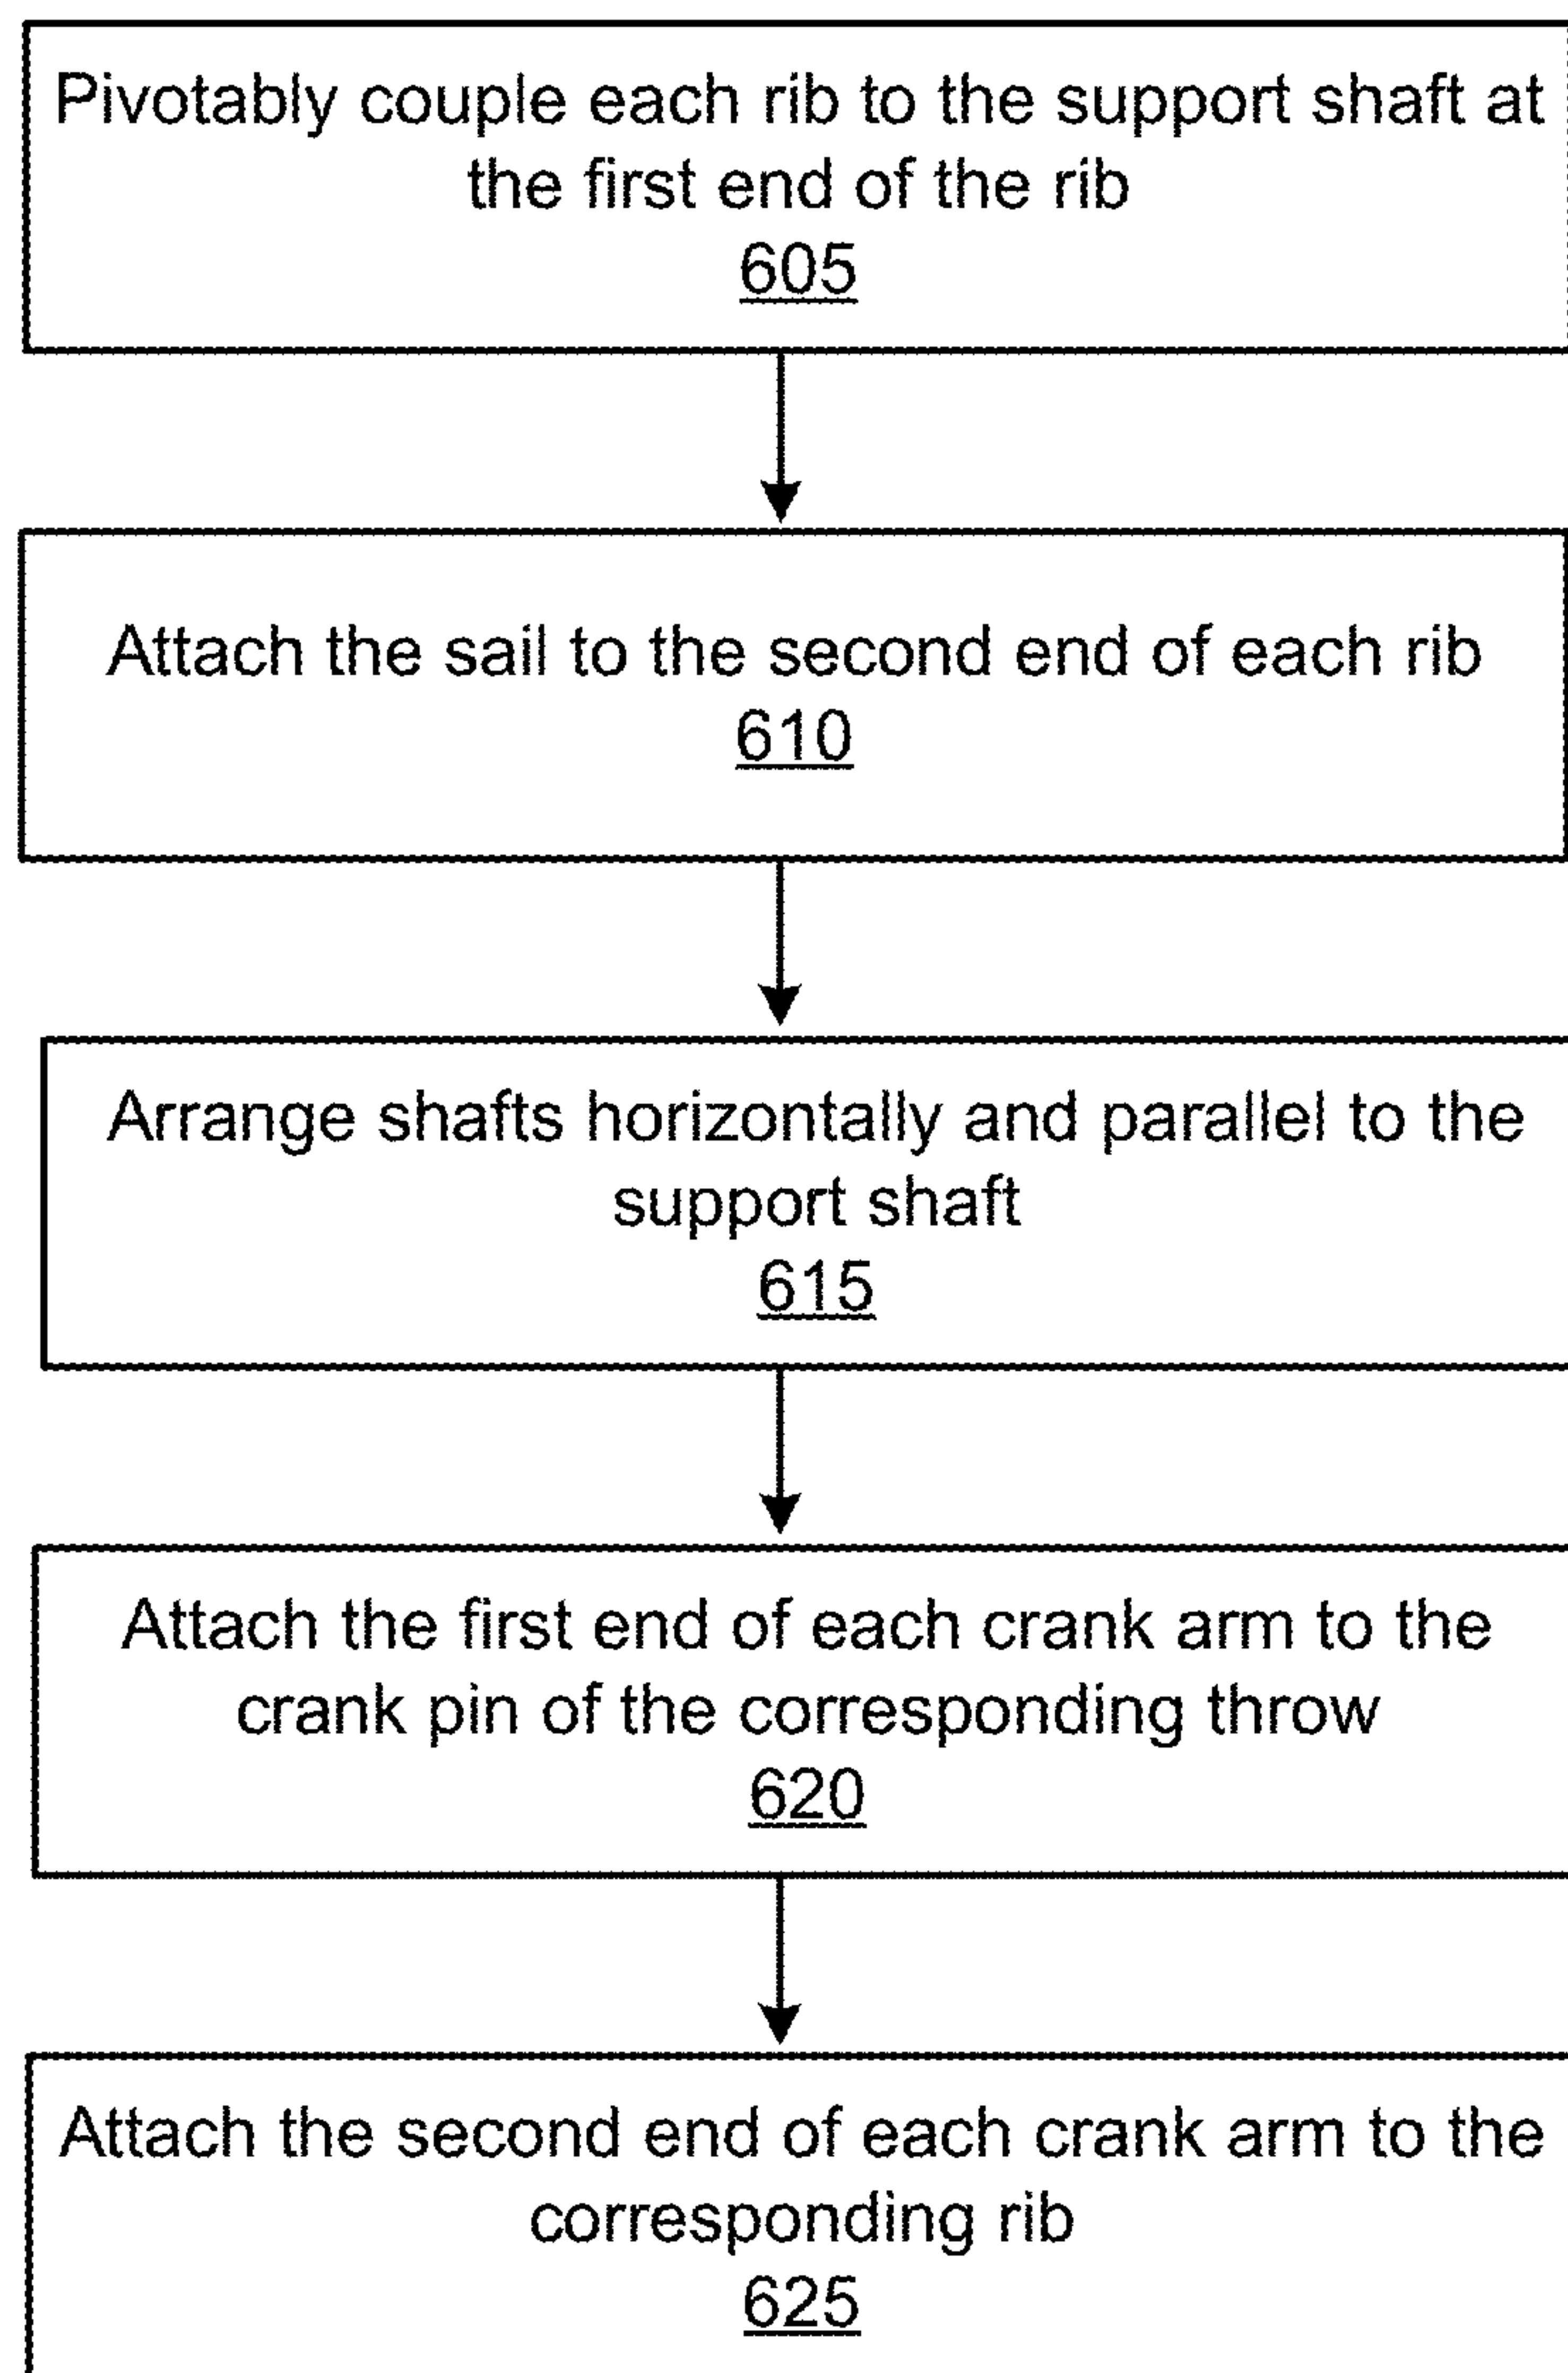 Pivotably couple each rib to the support shaft at
the first end of the rib
605
Attach the sail to the second end of each rib
610
Arrange shafts horizontally and parallel to the
support shaft
615
Attach the first end of each crank arm to the
crank pin of the corresponding throw
620
Attach the second end of each crank arm to the
corresponding rib
625